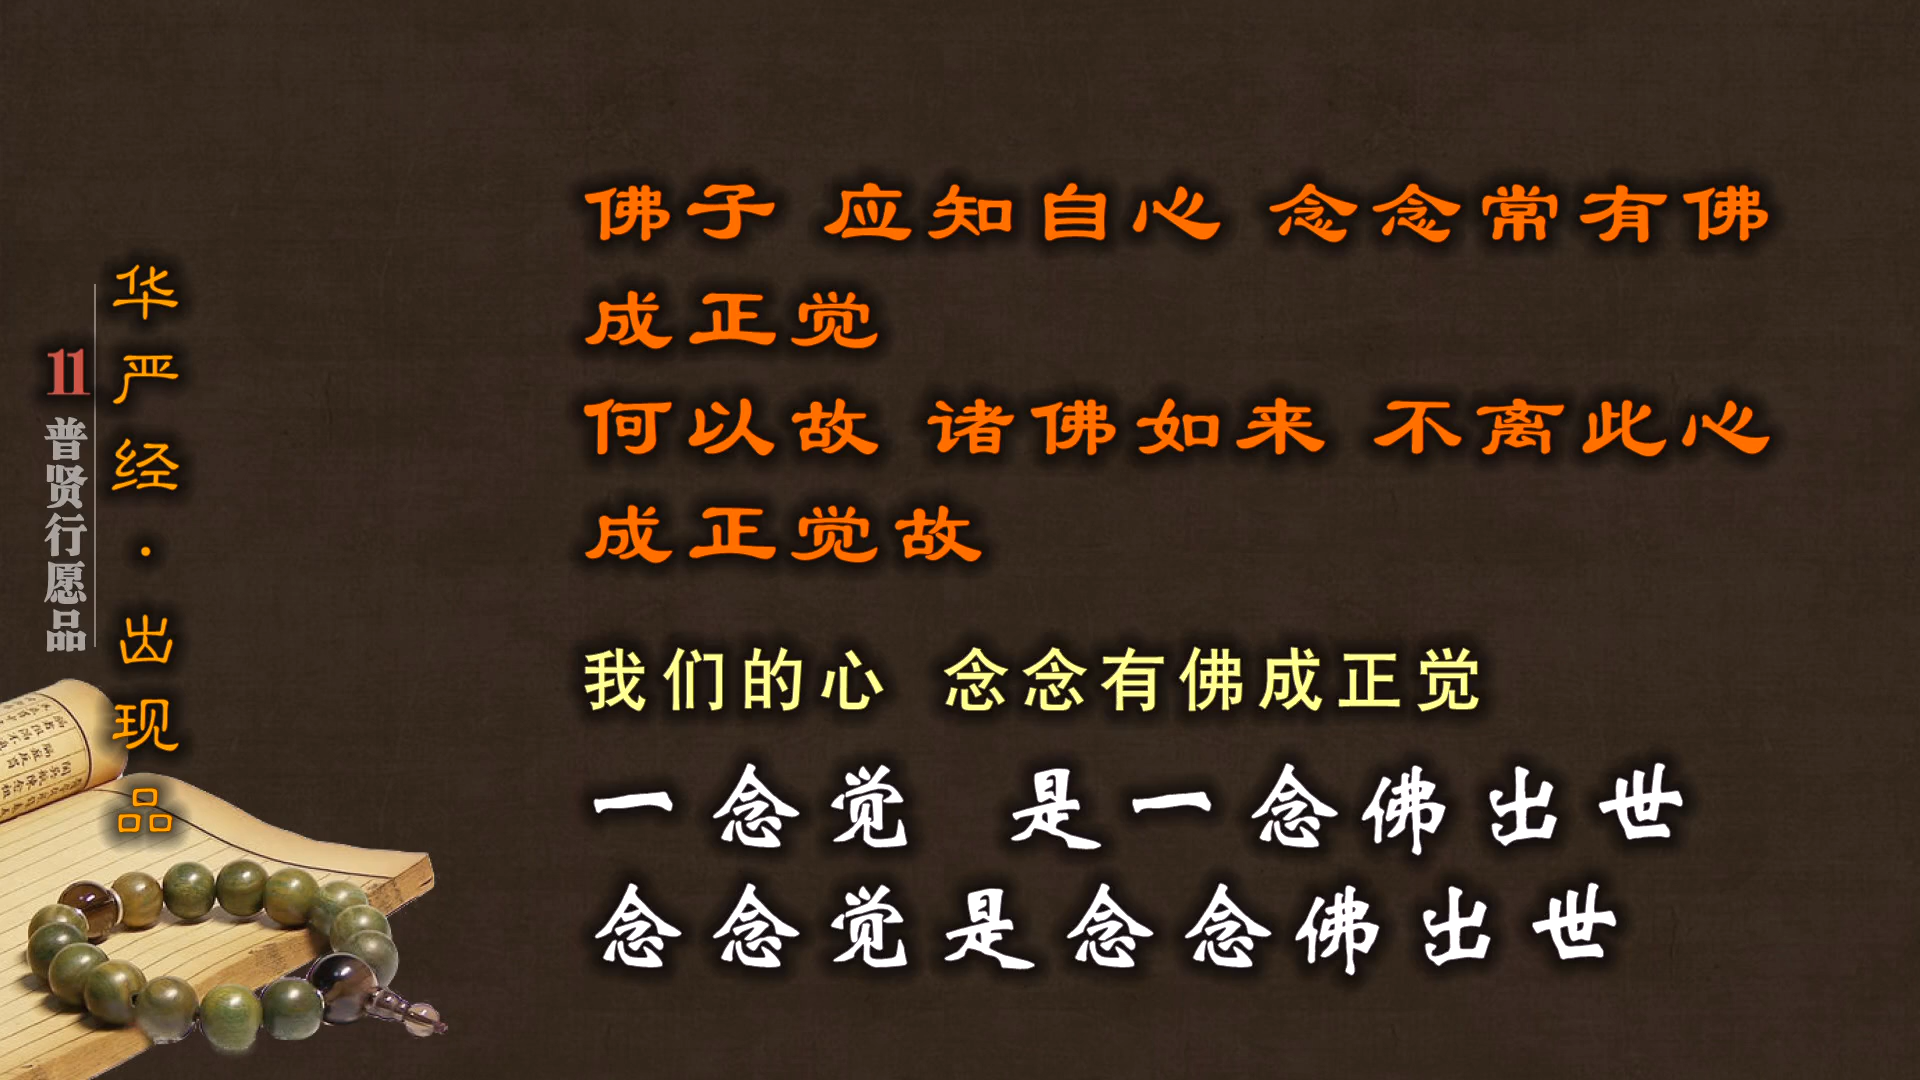 华严经·出现品
11 普贤行愿品
佛子 应知自心 念念常有佛
成正觉
何以故 诸佛如来 不离此心
成正觉故
我们的心 念念有佛成正觉
一念觉 是一念佛出世
念念觉是念念佛出世